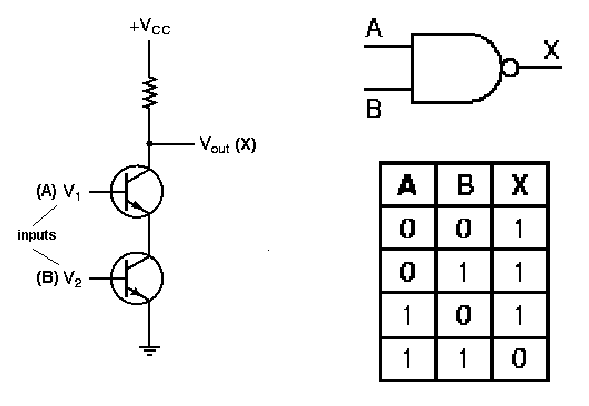 +VCC
Vout (X)
(A) V1
inputs
(B) V2
A
X
B
A B X
0 0 1
0 1 1
1 0 1
1 1 0